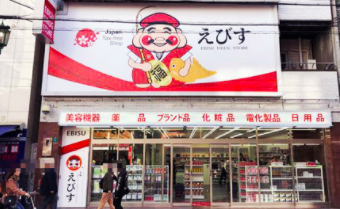 Japan
Tax-free
Shop
えびす
EBISU DRUG STORE
美容機器 薬 品 ブランド品 化 粧 品 電化製品 日 用 品
EBISU
えびす